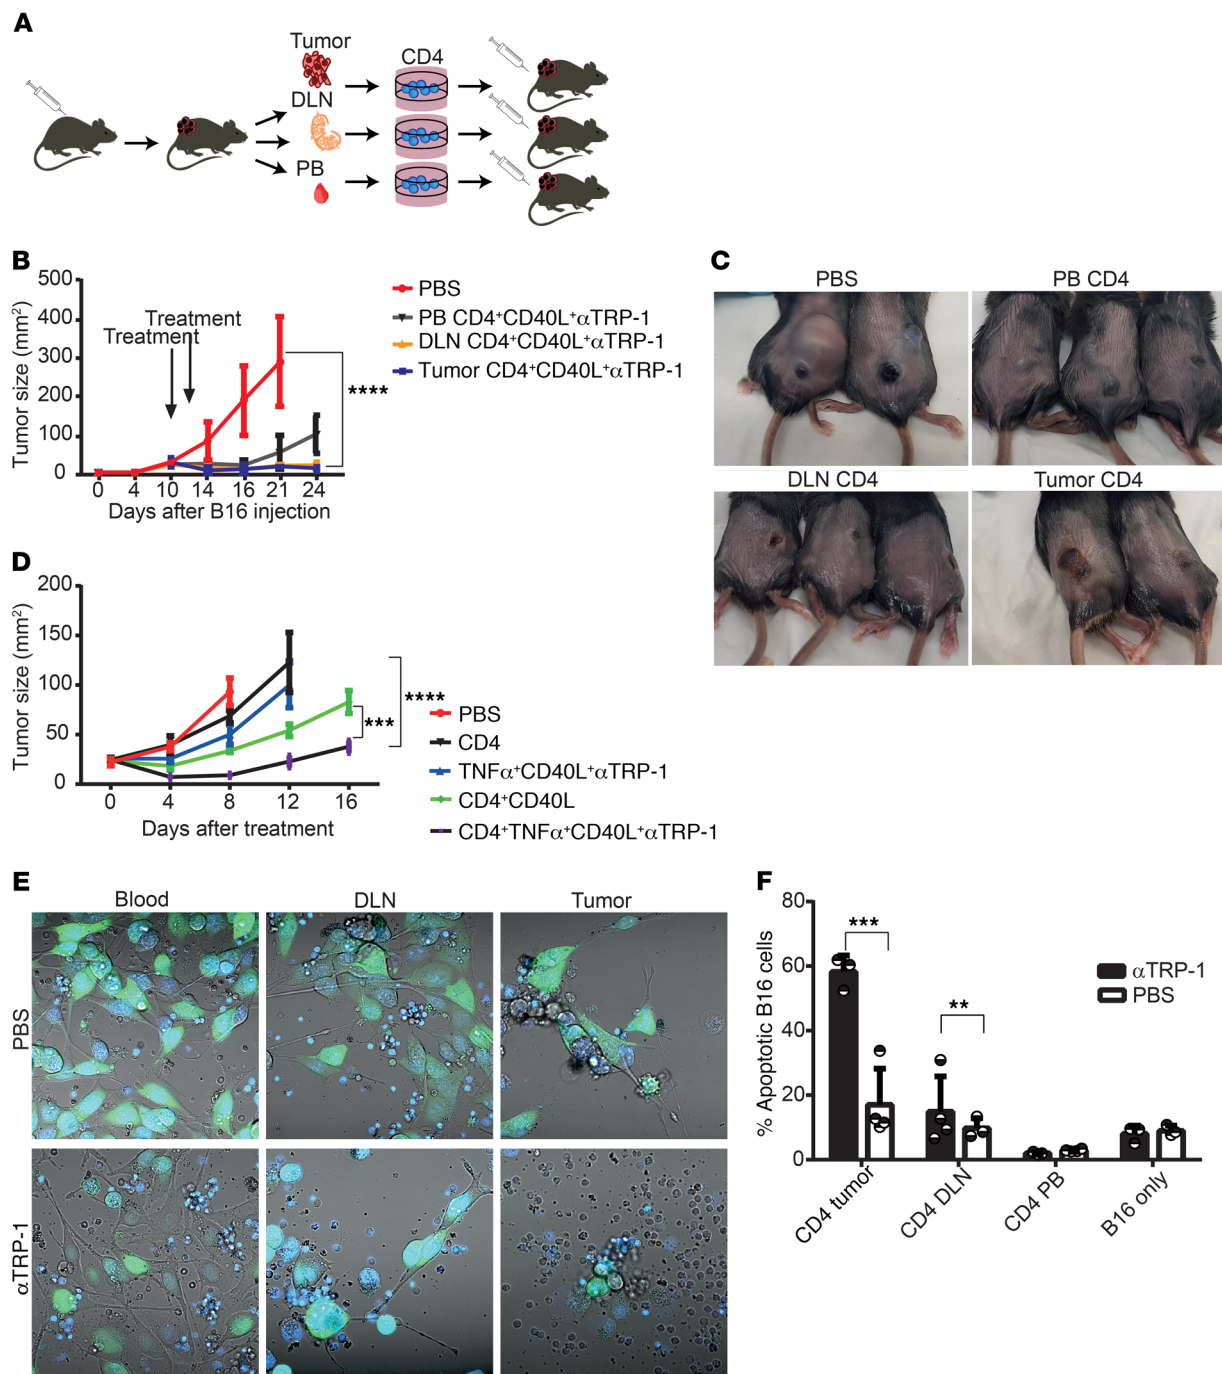 A
Tumor
DLN
PB
CD4
B
Tumor size (mm²)
500
400
300
200
100
0
Treatment
Treatment
****
0 4 10 14 16 21 24
Days after B16 injection
PBS
PB CD4⁺CD40L⁺αTRP-1
DLN CD4⁺CD40L⁺αTRP-1
Tumor CD4⁺CD40L⁺αTRP-1
C
PBS
PB CD4
DLN CD4
Tumor CD4
D
Tumor size (mm²)
200
150
100
50
0
0 4 8 12 16
Days after treatment
****
***
PBS
CD4
TNFα⁺CD40L⁺αTRP-1
CD4⁺CD40L
CD4⁺TNFα⁺CD40L⁺αTRP-1
E
Blood
DLN
Tumor
PBS
αTRP-1
F
% Apoptotic B16 cells
80
60
40
20
0
***
**
αTRP-1
PBS
CD4 tumor
CD4 DLN
CD4 PB
B16 only